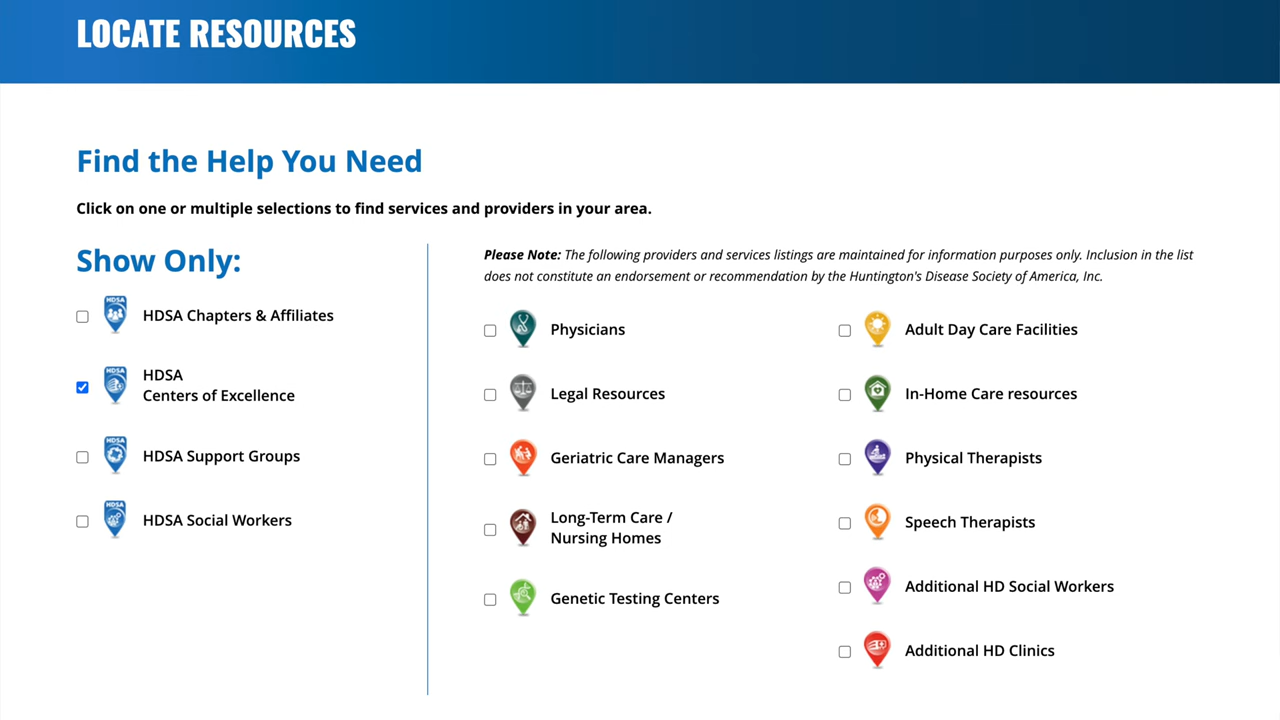 LOCATE RESOURCES
Find the Help You Need
Click on one or multiple selections to find services and providers in your area.
Show Only:
HDSA
HDSA Chapters & Affiliates
HDSA
HDSA
Centers of Excellence
HDSA
HDSA Support Groups
HDSA
HDSA Social Workers
Please Note: The following providers and services listings are maintained for information purposes only. Inclusion in the list
does not constitute an endorsement or recommendation by the Huntington's Disease Society of America, Inc.
Physicians
Legal Resources
Geriatric Care Managers
Long-Term Care /
Nursing Homes
Genetic Testing Centers
Adult Day Care Facilities
In-Home Care resources
Physical Therapists
Speech Therapists
Additional HD Social Workers
Additional HD Clinics